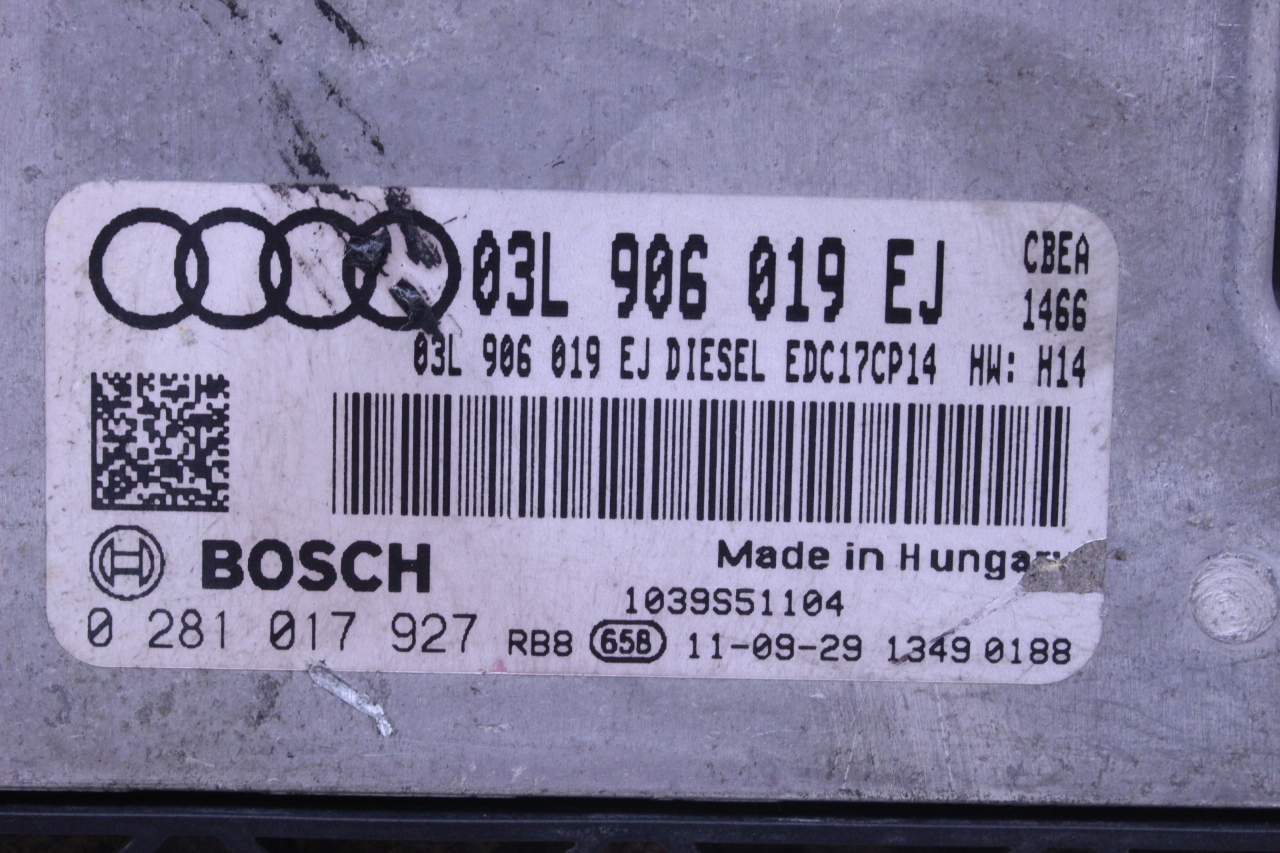 03L 906 019 EJ CBEA
1466
03L 906 019 EJ DIESEL EDC17CP14 HW: H14
BOSCH Made in Hungary
1039S51104
0 281 017 927 RB8 658 11-09-29 1349 0188